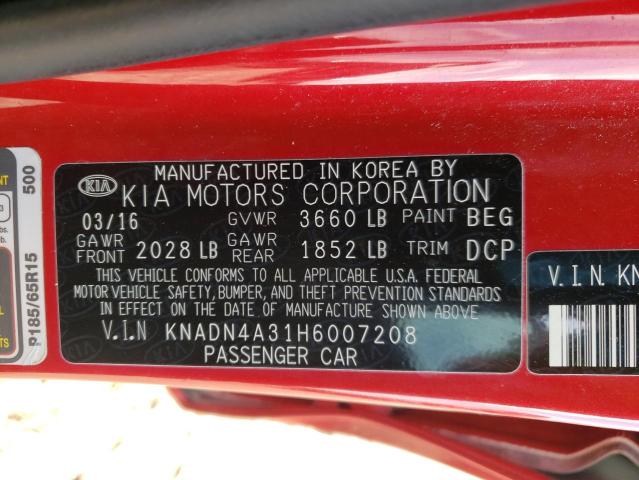 MANUFACTURED IN KOREA BY
KIA KIA MOTORS CORPORATION
03/16 GVWR 3660 LB PAINT BEG
GAWR FRONT 2028 LB GAWR REAR 1852 LB TRIM DCP
THIS VEHICLE CONFORMS TO ALL APPLICABLE U.S.A. FEDERAL
MOTOR VEHICLE SAFETY, BUMPER, AND THEFT PREVENTION STANDARDS
IN EFFECT ON THE DATE OF MANUFACTURE SHOWN ABOVE.
V.I.N KNADN4A31H6007208
PASSENGER CAR
P185/65R15 500
V.I.N. KN